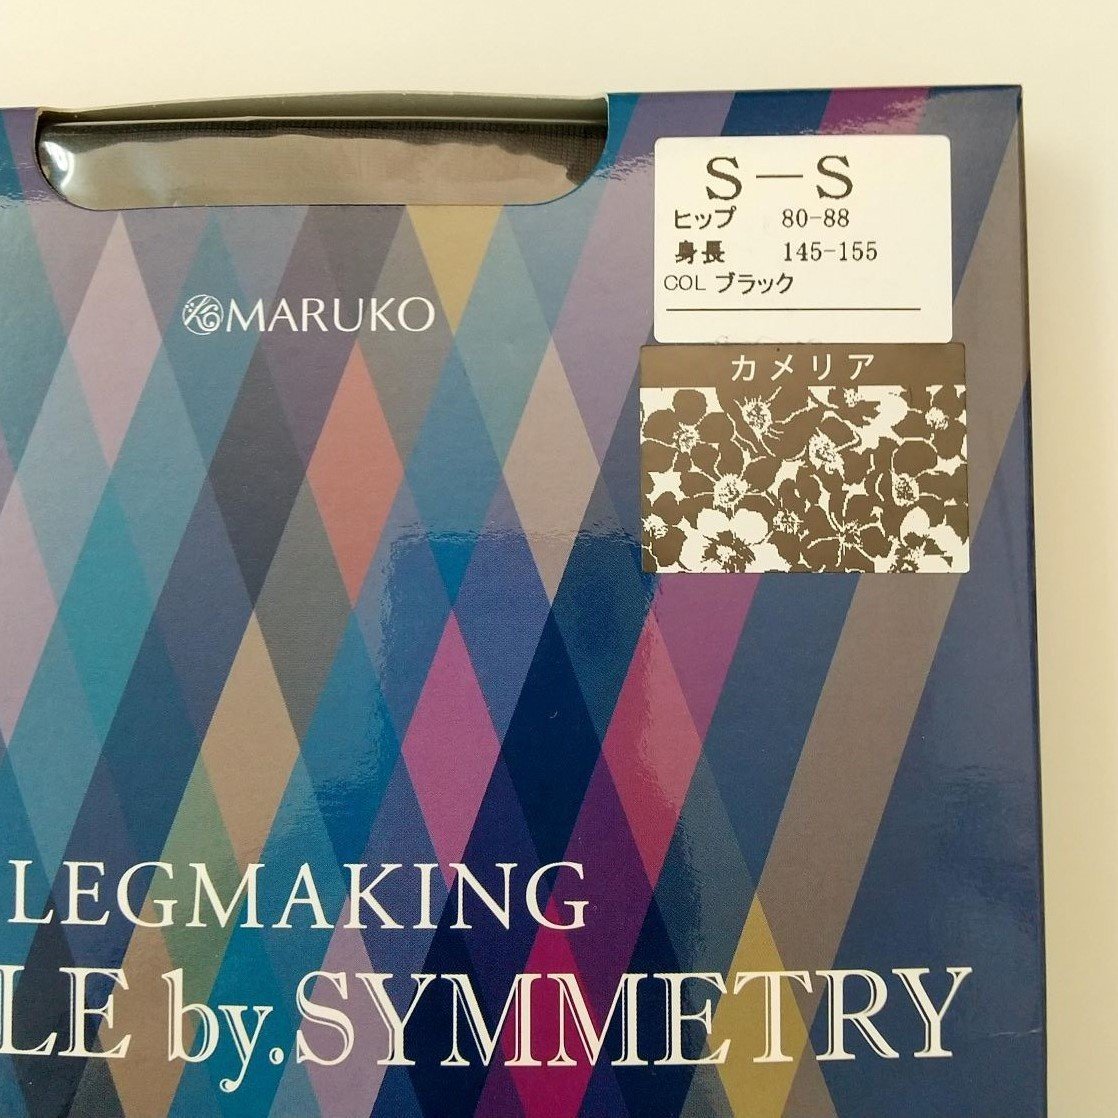 S-S
ヒップ 80-88
身長 145-155
COL ブラック
カメリア
MARUKO
LEGMAKING
LE by.SYMMETRY